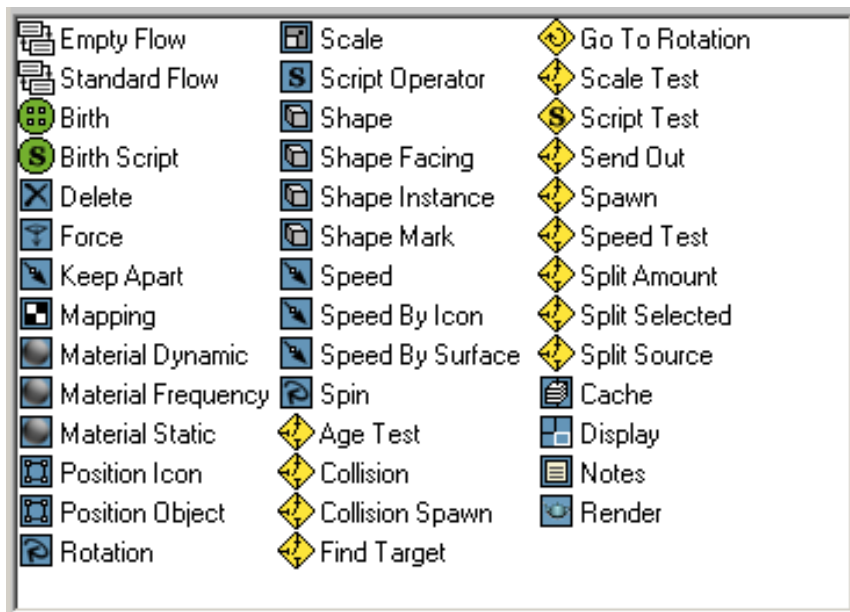 Empty Flow
Standard Flow
Birth
Birth Script
Delete
Force
Keep Apart
Mapping
Material Dynamic
Material Frequency
Material Static
Position Icon
Position Object
Rotation
Scale
Script Operator
Shape
Shape Facing
Shape Instance
Shape Mark
Speed
Speed By Icon
Speed By Surface
Spin
Age Test
Collision
Collision Spawn
Find Target
Go To Rotation
Scale Test
Script Test
Send Out
Spawn
Speed Test
Split Amount
Split Selected
Split Source
Cache
Display
Notes
Render